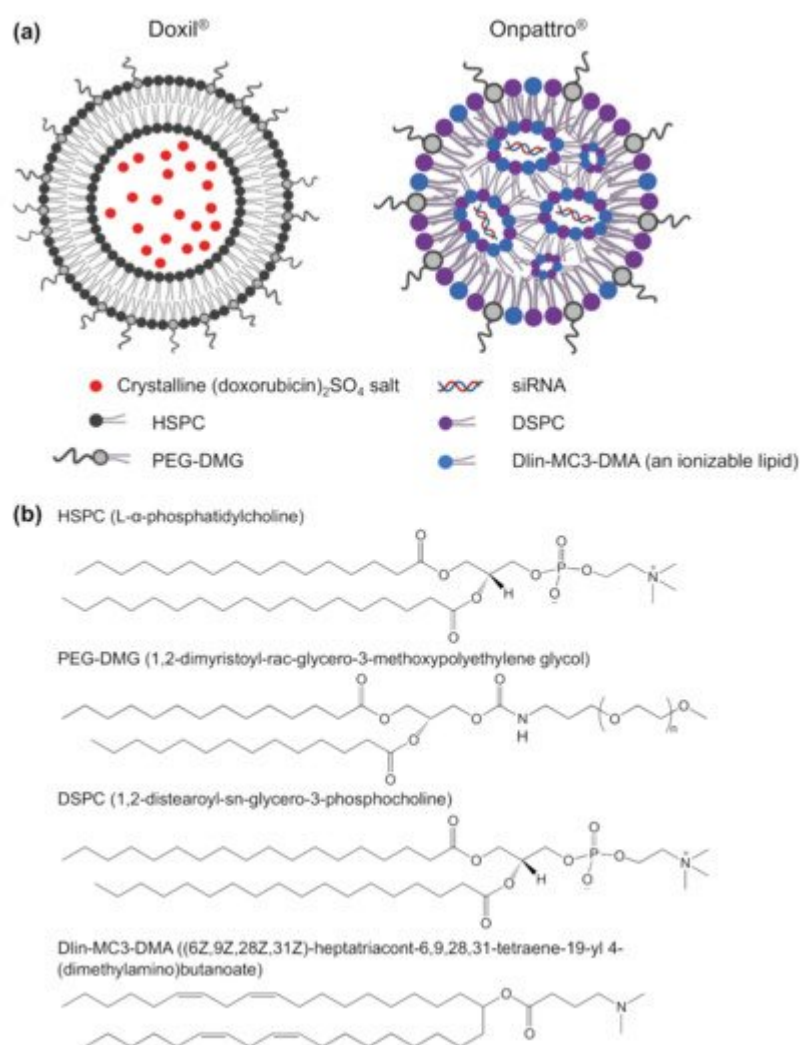 (a)
Doxil®
Onpattro®
Crystalline (doxorubicin)₂SO₄ salt
siRNA
HSPC
DSPC
PEG-DMG
Dlin-MC3-DMA (an ionizable lipid)
(b)
HSPC (L-α-phosphatidylcholine)
O
O
O
O
P
O
N
+
H
O
-
O
O
PEG-DMG (1,2-dimyristoyl-rac-glycero-3-methoxypolyethylene glycol)
O
O
O
O
N
H
O
n
O
O
O
DSPC (1,2-distearoyl-sn-glycero-3-phosphocholine)
O
O
O
O
P
O
N
+
H
O
-
O
O
Dlin-MC3-DMA ((6Z,9Z,28Z,31Z)-heptatriacont-6,9,28,31-tetraene-19-yl 4-
(dimethylamino)butanoate)
O
O
N